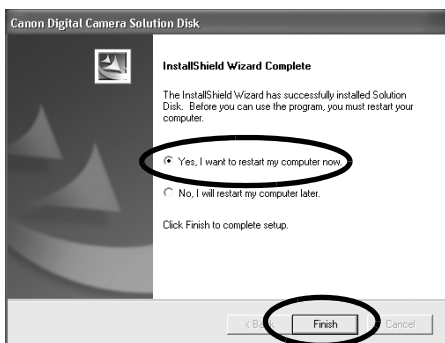 Canon Digital Camera Solution Disk
InstallShield Wizard Complete
The InstallShield Wizard has successfully installed Solution
Disk. Before you can use the program, you must restart your
computer.
Yes, I want to restart my computer now.
No, I will restart my computer later.
Click Finish to complete setup.
Finish Cancel